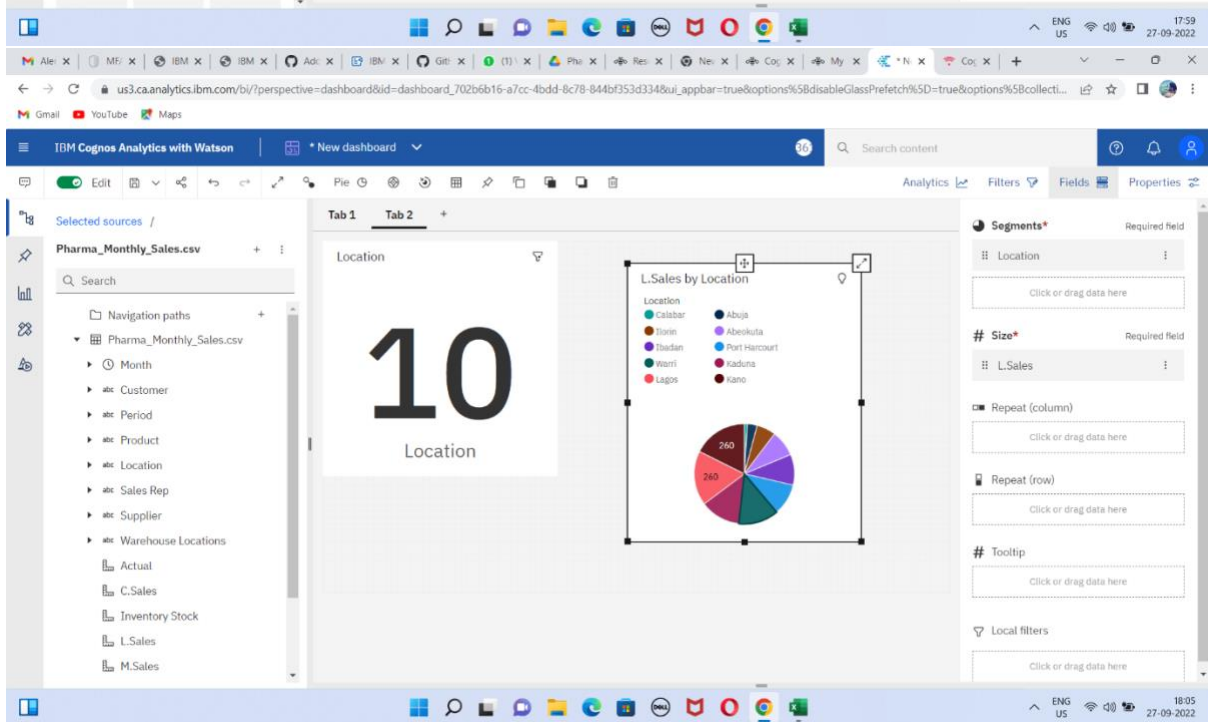 ENG
US
17:59
27-09-2022
us3.ca.analytics.ibm.com/bi/?perspective=dashboard&id=dashboard_702b6b16-a7cc-4bdd-8c78-844bf353d334&ui_appbar=true&options%5BdisableGlassPrefetch%5D=true&options%5Bcollecti...
Gmail YouTube Maps
IBM Cognos Analytics with Watson
* New dashboard
36
Search content
Edit
Pie
Analytics Filters Fields Properties
Selected sources /
Pharma_Monthly_Sales.csv
Search
Navigation paths
Pharma_Monthly_Sales.csv
Month
abc Customer
abc Period
abc Product
abc Location
abc Sales Rep
abc Supplier
abc Warehouse Locations
Actual
C.Sales
Inventory Stock
L.Sales
M.Sales
Tab 1 Tab 2 +
Location
10
Location
L.Sales by Location
Location
Calabar Abuja
Ilorin Abeokuta
Ibadan Port Harcourt
Warri Kaduna
Lagos Kano
260
260
Segments* Required field
Location
Click or drag data here
# Size* Required field
L.Sales
Repeat (column)
Click or drag data here
Repeat (row)
Click or drag data here
# Tooltip
Click or drag data here
Local filters
Click or drag data here
ENG
US
18:05
27-09-2022